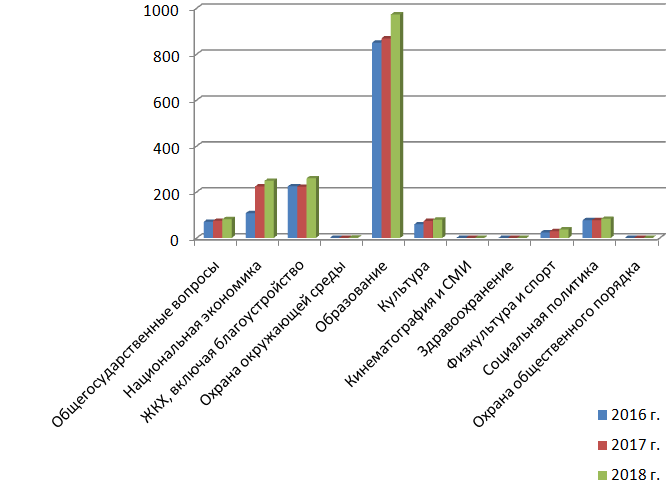 1000
800
600
400
200
0
Общегосударственные вопросы
Национальная экономика
ЖКХ, включая благоустройство
Охрана окружающей среды
Образование
Культура
Кинематография и СМИ
Здравоохранение
Физкультура и спорт
Социальная политика
Охрана общественного порядка
2016 г.
2017 г.
2018 г.